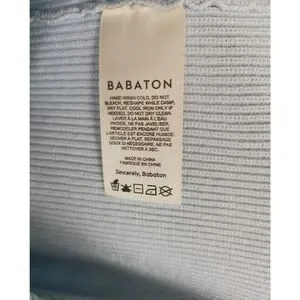 BABATON
HAND WASH COLD, DO NOT
BLEACH, RESHAPE WHILE DAMP,
DRY FLAT, COOL IRON ONLY IF
NEEDED, DO NOT DRY CLEAN
LAVER À LA MAIN À L'EAU
FROIDE, NE PAS JAVELISER,
REMODELER PENDANT QUE
L'ARTICLE EST ENCORE HUMIDE.
SÉCHER À PLAT, REPASSAGE
DOUX SI NÉCESSAIRE, NE PAS
NETTOYER À SEC.
MADE IN CHINA
FABRIQUÉ EN CHINE
Sincerely, Babaton